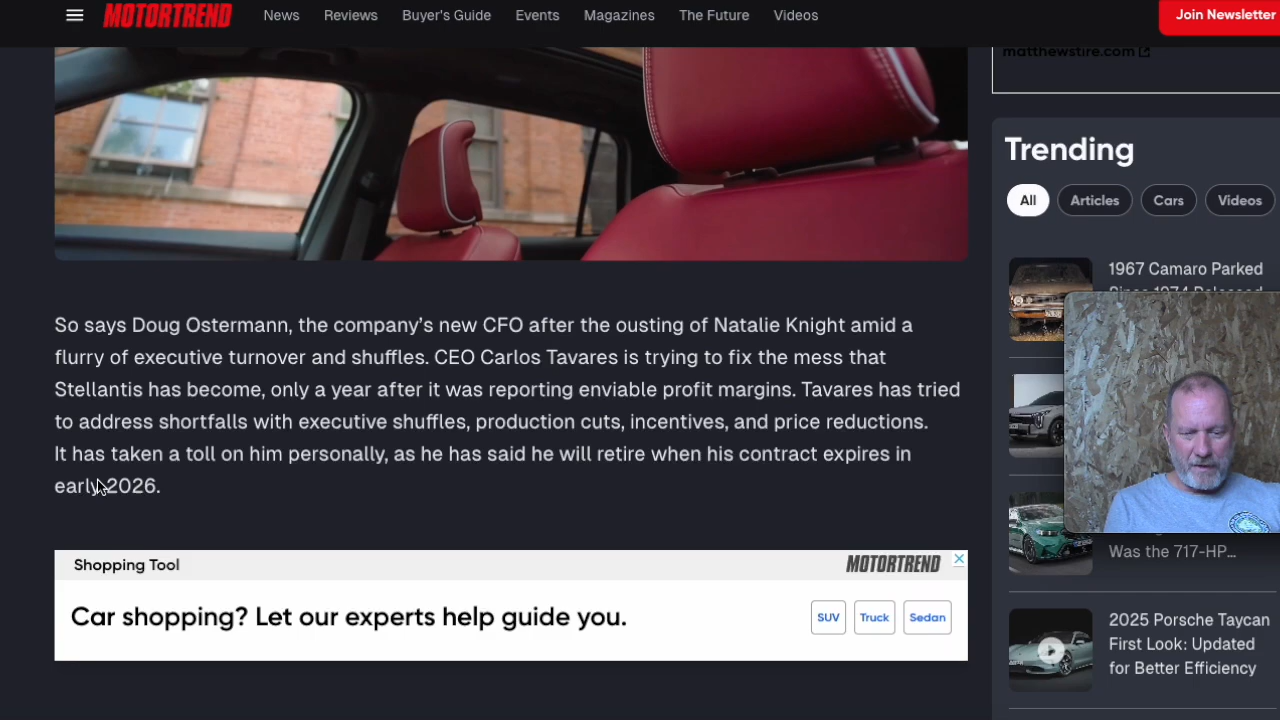 MOTORTREND
News
Reviews
Buyer's Guide
Events
Magazines
The Future
Videos
Join Newsletter
matthewstire.com
Trending
All
Articles
Cars
Videos
1967 Camaro Parked
Since 1974 Released
So says Doug Ostermann, the company’s new CFO after the ousting of Natalie Knight amid a
flurry of executive turnover and shuffles. CEO Carlos Tavares is trying to fix the mess that
Stellantis has become, only a year after it was reporting enviable profit margins. Tavares has tried
to address shortfalls with executive shuffles, production cuts, incentives, and price reductions.
It has taken a toll on him personally, as he has said he will retire when his contract expires in
early 2026.
Shopping Tool
MOTORTREND
Car shopping? Let our experts help guide you.
SUV
Truck
Sedan
Was the 717-HP…
2025 Porsche Taycan
First Look: Updated
for Better Efficiency